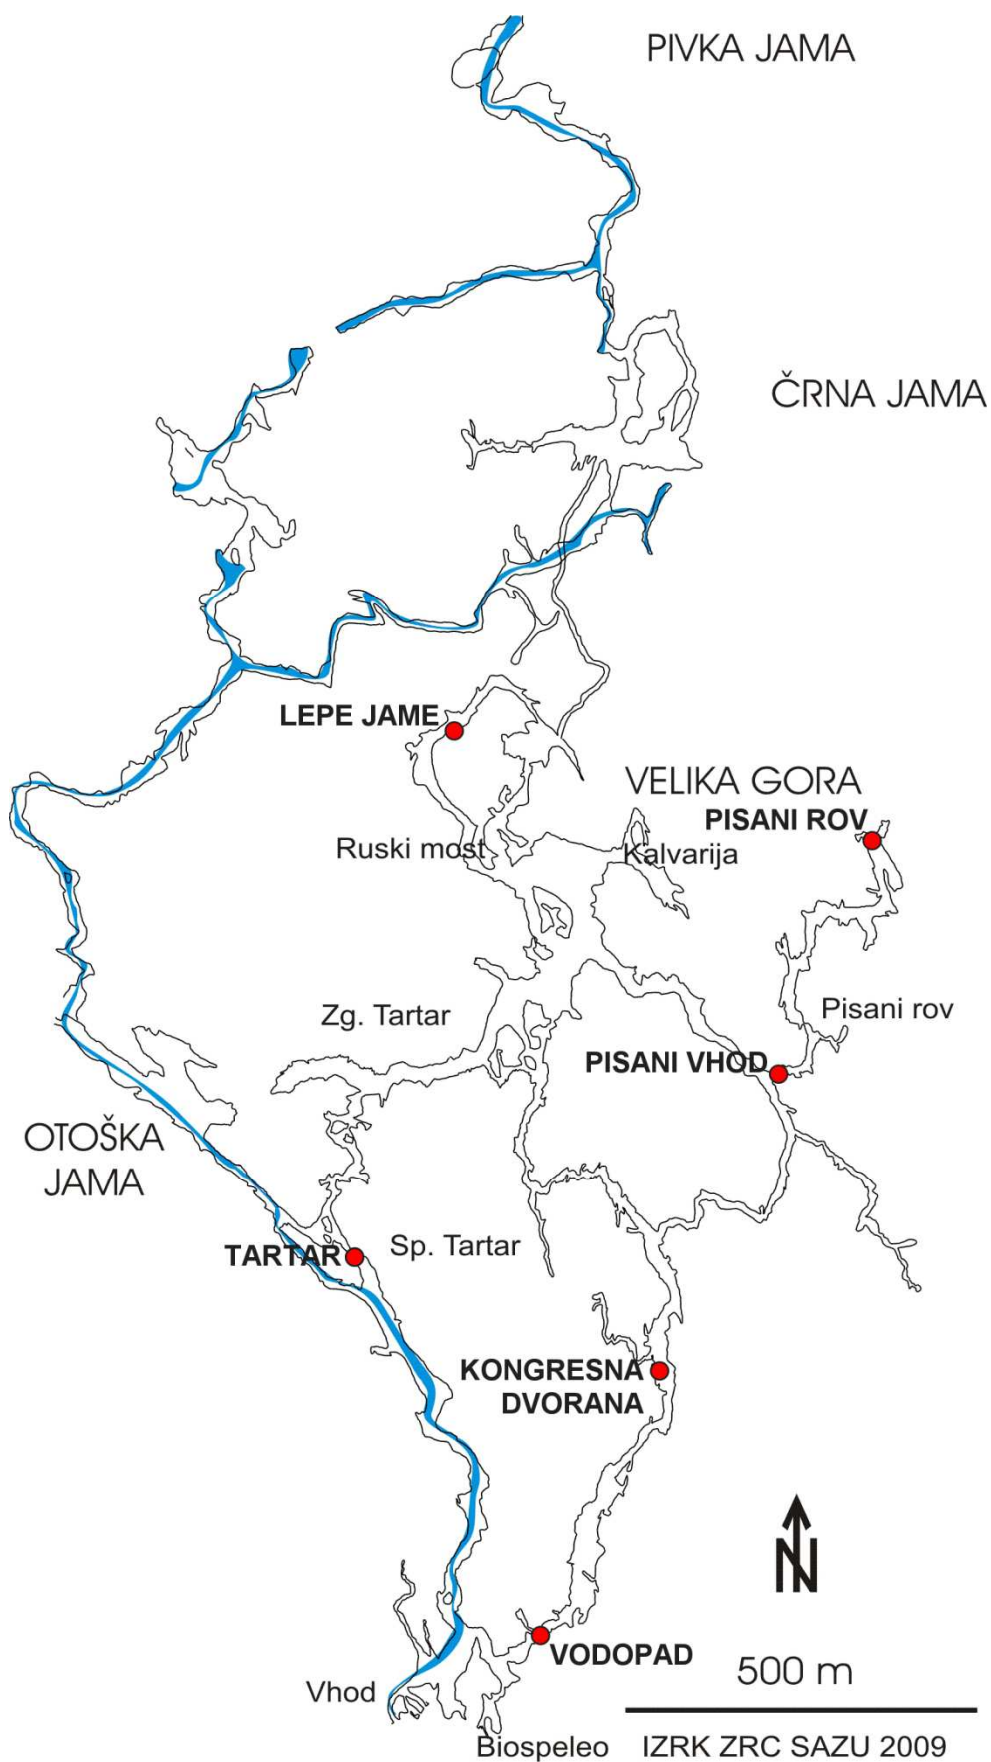 PIVKA JAMA
ČRNA JAMA
LEPE JAME
VELIKA GORA
PISANI ROV
Ruski most
Kalvarija
Zg. Tartar
Pisani rov
PISANI VHOD
OTOŠKA
JAMA
TARTAR
Sp. Tartar
KONGRESNA
DVORANA
N
VODOPAD
500 m
Vhod
Biospeleo
IZRK ZRC SAZU 2009